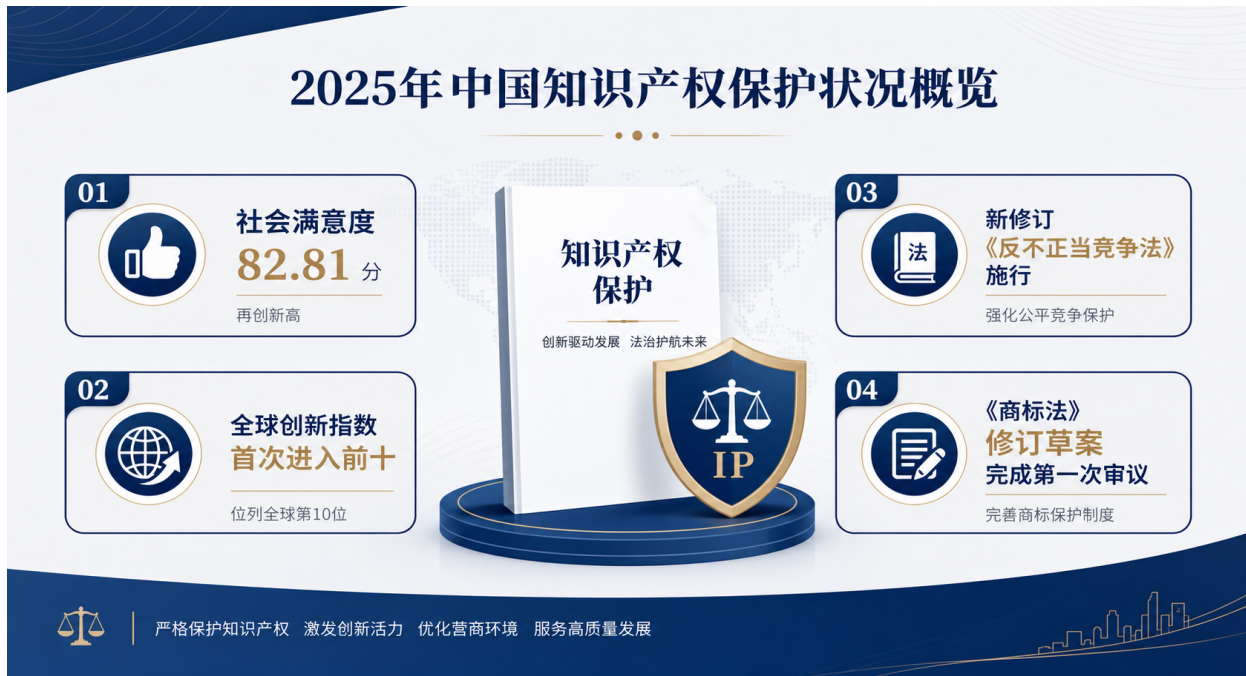 2025年中国知识产权保护状况概览
01
社会满意度
82.81 分
再创新高
02
全球创新指数
首次进入前十
位列全球第10位
知识产权
保护
创新驱动发展 法治护航未来
IP
03
法
新修订
《反不正当竞争法》
施行
强化公平竞争保护
04
《商标法》
修订草案
完成第一次审议
完善商标保护制度
严格保护知识产权 激发创新活力 优化营商环境 服务高质量发展